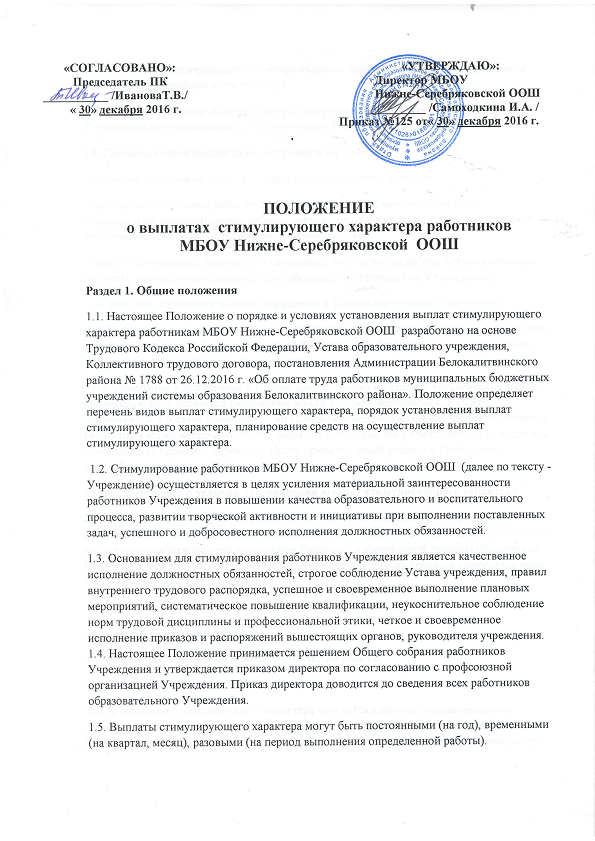 «СОГЛАСОВАНО»:
Председатель ПК
/ИвановаТ.В./
« 30» декабря 2016 г.
«УТВЕРЖДАЮ»:
Директор МБОУ
Нижне-Серебряковской ООШ
/Самокодкина И.А. /
Приказ №125 от« 30» декабря 2016 г.
ПОЛОЖЕНИЕ
о выплатах стимулирующего характера работников
МБОУ Нижне-Серебряковской ООШ
Раздел 1. Общие положения
1.1. Настоящее Положение о порядке и условиях установления выплат стимулирующего
характера работникам МБОУ Нижне-Серебряковской ООШ разработано на основе
Трудового Кодекса Российской Федерации, Устава образовательного учреждения,
Коллективного трудового договора, постановления Администрации Белокалитвинского
района № 1788 от 26.12.2016 г. «Об оплате труда работников муниципальных бюджетных
учреждений системы образования Белокалитвинского района». Положение определяет
перечень видов выплат стимулирующего характера, порядок установления выплат
стимулирующего характера, планирование средств на осуществление выплат
стимулирующего характера.
1.2. Стимулирование работников МБОУ Нижне-Серебряковской ООШ (далее по тексту -
Учреждение) осуществляется в целях усиления материальной заинтересованности
работников Учреждения в повышении качества образовательного и воспитательного
процесса, развитии творческой активности и инициативы при выполнении поставленных
задач, успешного и добросовестного исполнения должностных обязанностей.
1.3. Основанием для стимулирования работников Учреждения является качественное
исполнение должностных обязанностей, строгое соблюдение Устава учреждения, правил
внутреннего трудового распорядка, успешное и своевременное выполнение плановых
мероприятий, систематическое повышение квалификации, неукоснительное соблюдение
норм трудовой дисциплины и профессиональной этики, четкое и своевременное
исполнение приказов и распоряжений вышестоящих органов, руководителя учреждения.
1.4. Настоящее Положение принимается решением Общего собрания работников
Учреждения и утверждается приказом директора по согласованию с профсоюзной
организацией Учреждения. Приказ директора доводится до сведения всех работников
образовательного Учреждения.
1.5. Выплаты стимулирующего характера могут быть постоянными (на год), временными
(на квартал, месяц), разовыми (на период выполнения определенной работы).